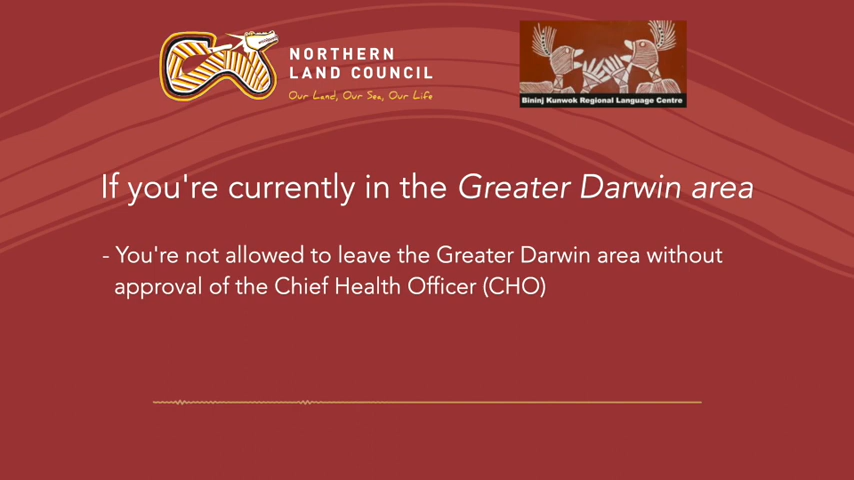 NORTHERN
LAND COUNCIL
Our Land, Our Sea, Our Life
Bininj Kunwok Regional Language Centre
If you're currently in the Greater Darwin area
- You're not allowed to leave the Greater Darwin area without
approval of the Chief Health Officer (CHO)